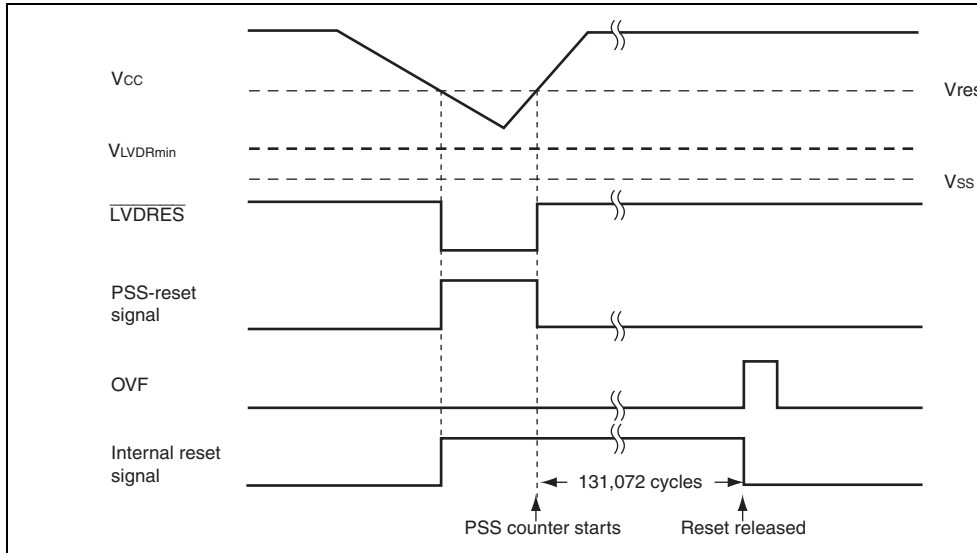 Vcc
Vres
VLVDRmin
Vss
LVDRES
PSS-reset
signal
OVF
Internal reset
signal
131,072 cycles
PSS counter starts
Reset released